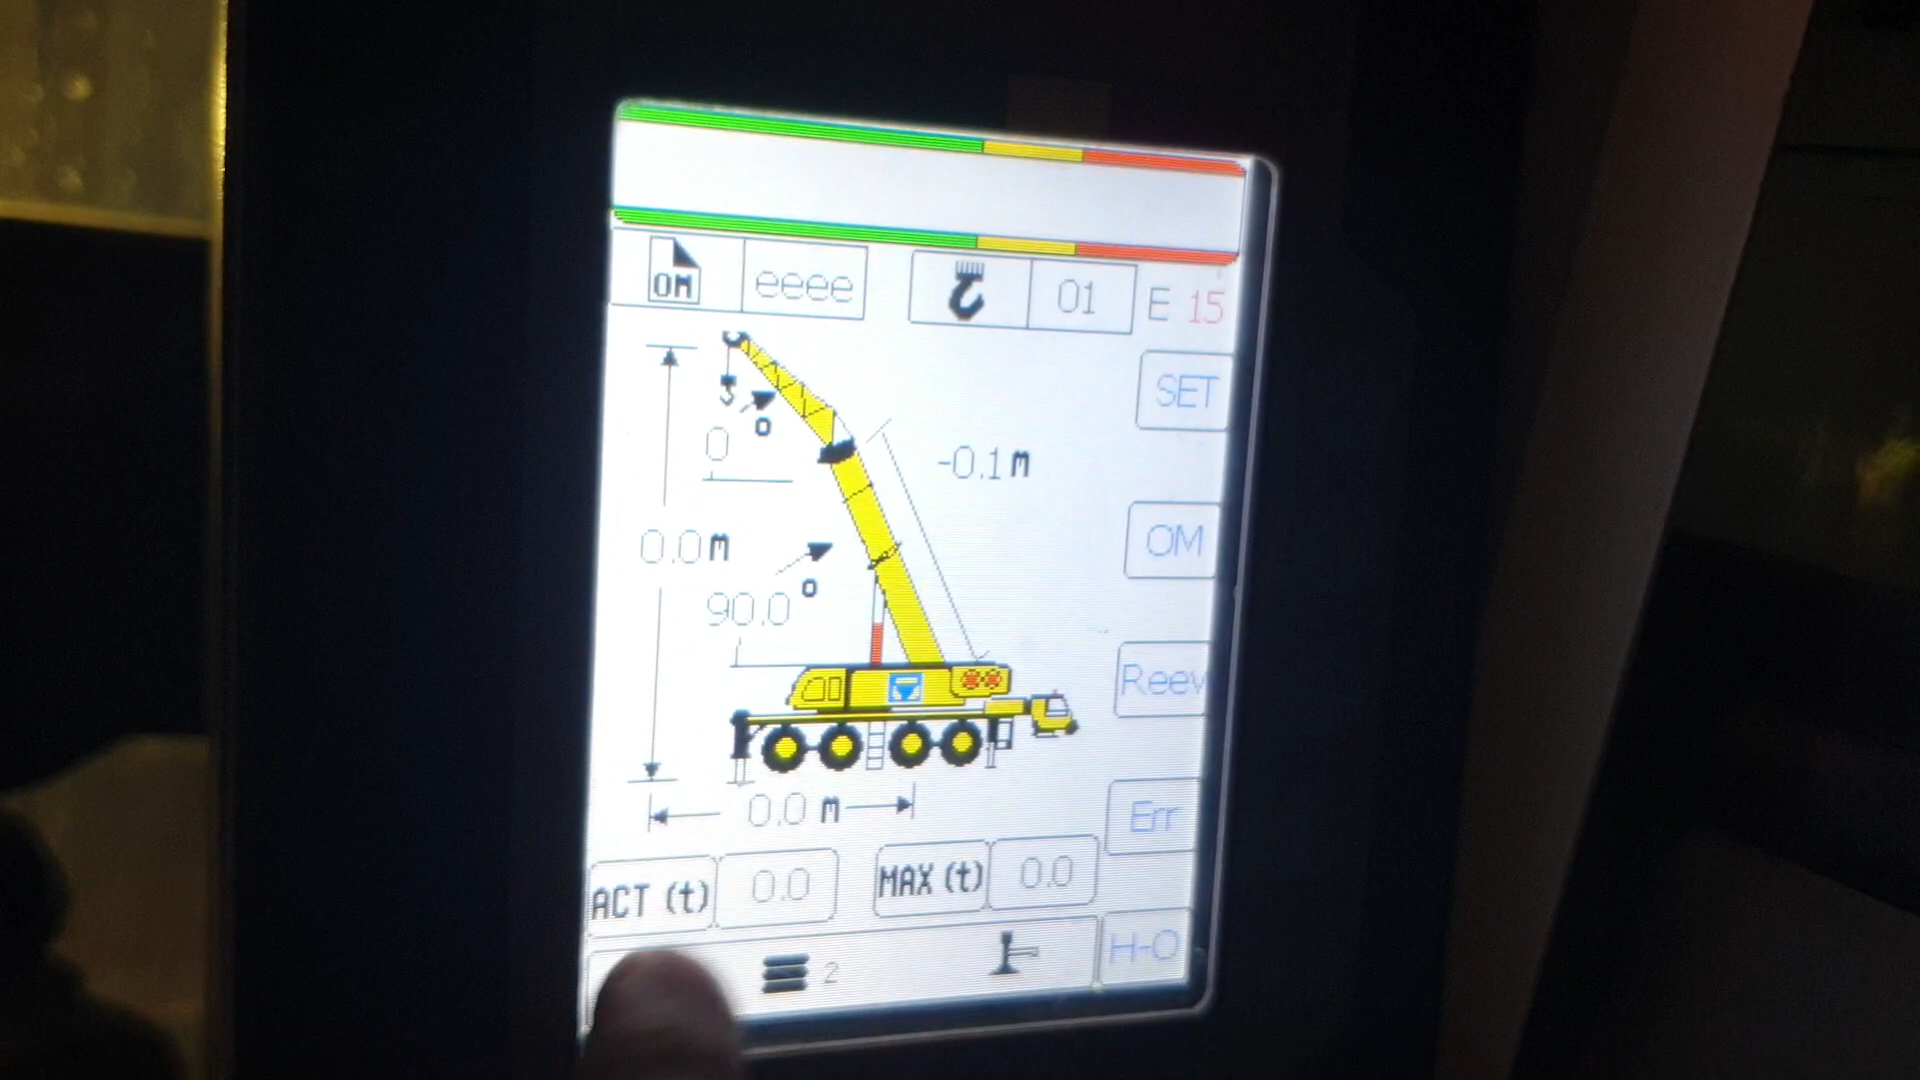 OM eeee 01 E 15
SET
-0.1 m
0 °
OM
0.0 m
90.0 °
Reev
Err
0.0 m
ACT (t) 0.0 MAX (t) 0.0
2 H-O